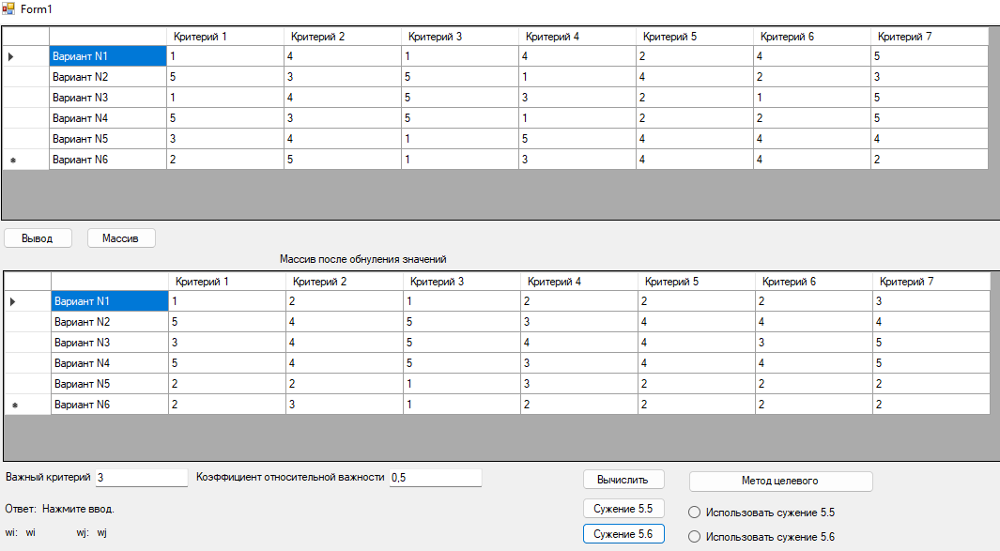 Form1
Критерий 1 Критерий 2 Критерий 3 Критерий 4 Критерий 5 Критерий 6 Критерий 7
Вариант N1 1 4 1 4 2 4 5
Вариант N2 5 3 5 1 4 2 3
Вариант N3 1 4 5 3 2 1 5
Вариант N4 5 3 5 1 2 2 5
Вариант N5 3 4 1 5 4 4 4
Вариант N6 2 5 1 3 4 4 2
Вывод Массив
Массив после обнуления значений
Критерий 1 Критерий 2 Критерий 3 Критерий 4 Критерий 5 Критерий 6 Критерий 7
Вариант N1 1 2 1 2 2 2 3
Вариант N2 5 4 5 3 4 4 4
Вариант N3 3 4 5 4 4 3 5
Вариант N4 5 4 5 3 4 4 5
Вариант N5 2 2 1 3 2 2 2
Вариант N6 2 3 1 2 2 2 2
Важный критерий 3 Коэффициент относительной важности 0,5 Вычислить Метод целевого
Ответ: Нажмите ввод. Сужение 5.5 Использовать сужение 5.5
wi: wi wj: wj Сужение 5.6 Использовать сужение 5.6